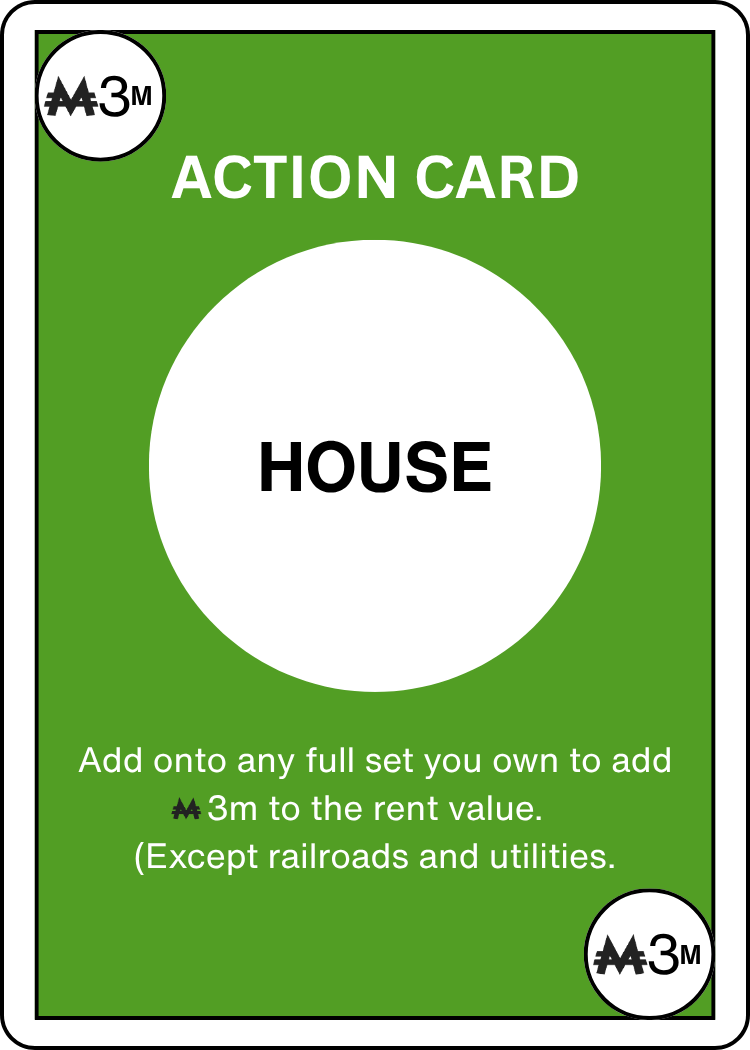 ₩3M
ACTION CARD
HOUSE
Add onto any full set you own to add
₩3m to the rent value.
(Except railroads and utilities.
₩3M